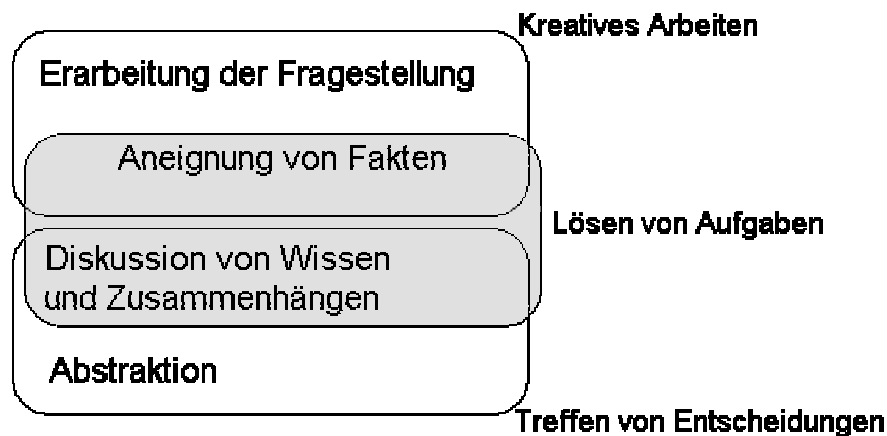 Kreatives Arbeiten
Erarbeitung der Fragestellung
Aneignung von Fakten
Lösen von Aufgaben
Diskussion von Wissen
und Zusammenhängen
Abstraktion
Treffen von Entscheidungen